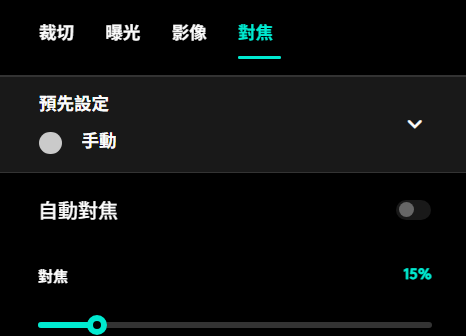 裁切 曝光 影像 對焦
預先設定
手動
自動對焦
對焦 15%